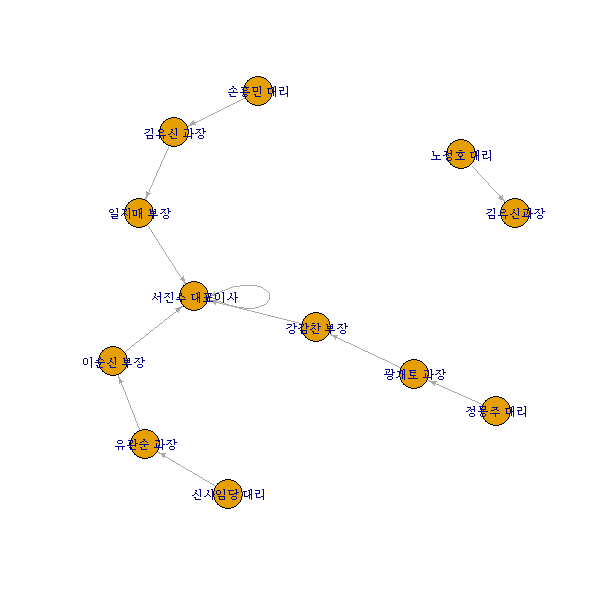 손흥민 대리
김유신 과장
노정호 대리
일지매 부장
김유신과장
서진수 대표이사
강감찬 부장
이순신 부장
광개토 과장
정몽주 대리
유관순 과장
신사임당 대리